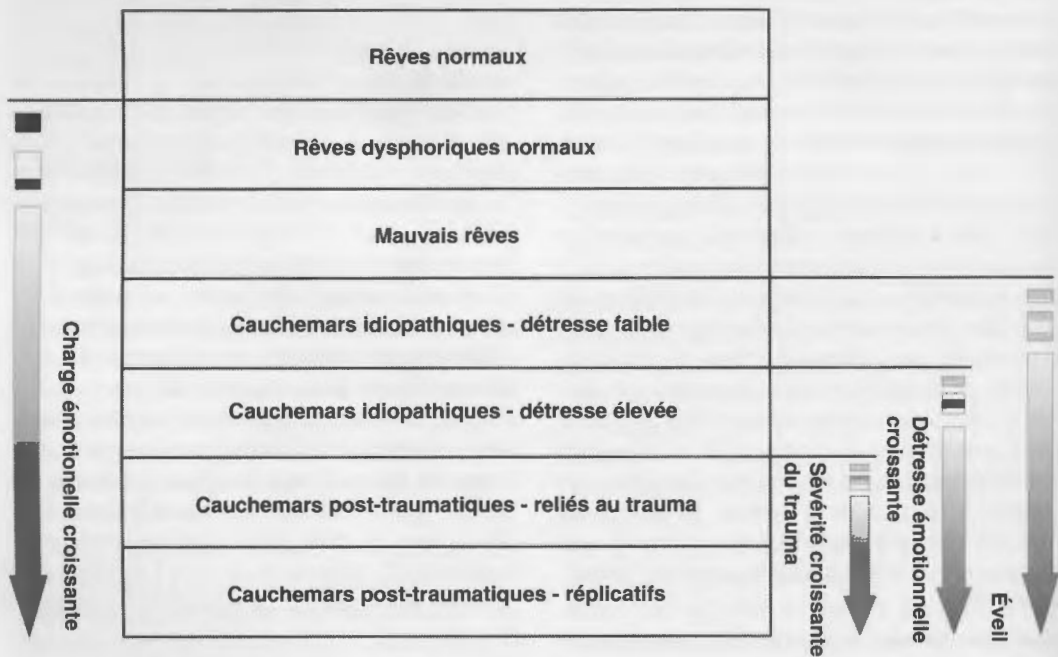 Rêves normaux
Rêves dysphoriques normaux
Mauvais rêves
Cauchemars idiopathiques - détresse faible
Cauchemars idiopathiques - détresse élevée
Cauchemars post-traumatiques - reliés au trauma
Cauchemars post-traumatiques - réplicatifs
Charge émotionelle croissante
Sévérité croissante
du trauma
Détresse émotionnelle
croissante
Éveil